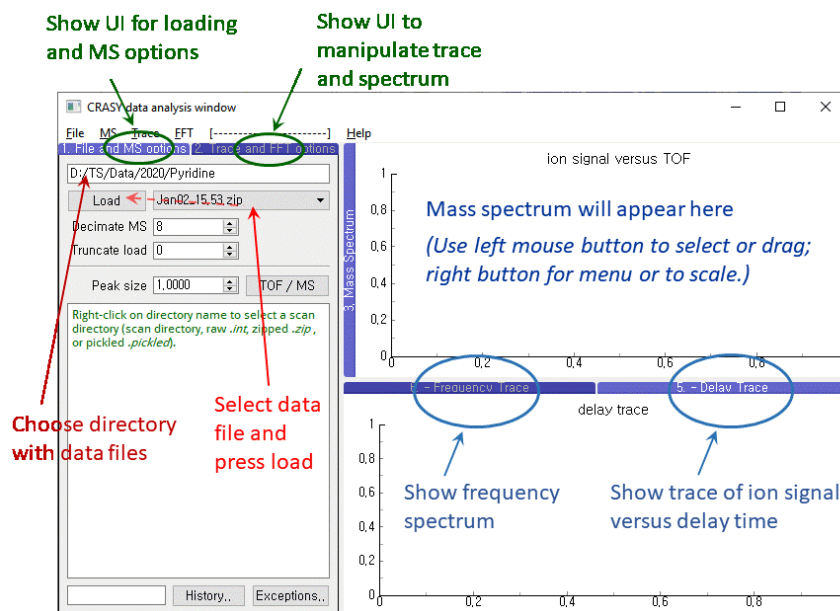 Show UI for loading
and MS options
Show UI to
manipulate trace
and spectrum
CRASY data analysis window
File MS Trace FFT [-----------------------] Help
1. File and MS options
2. Trace and FFT options
D:/TS/Data/2020/Pyridine
Load
Jan02_15.53.zip
Decimate MS 8
Truncate load 0
Peak size 1,0000
TOF / MS
Right-click on directory name to select a scan
directory (scan directory, raw .int, zipped .zip ,
or pickled .pickled).
Choose directory
with data files
Select data
file and
press load
History,,
Exceptions,,
3. Mass Spectrum
ion signal versus TOF
1
0,8
0,6
0,4
0,2
0
0
0,2
0,4
0,6
0,8
Mass spectrum will appear here
(Use left mouse button to select or drag;
right button for menu or to scale.)
- Frequency Trace
5. - Delay Trace
delay trace
1
0,8
0,6
0,4
0,2
0
0
0,2
0,4
0,6
0,8
Show frequency
spectrum
Show trace of ion signal
versus delay time